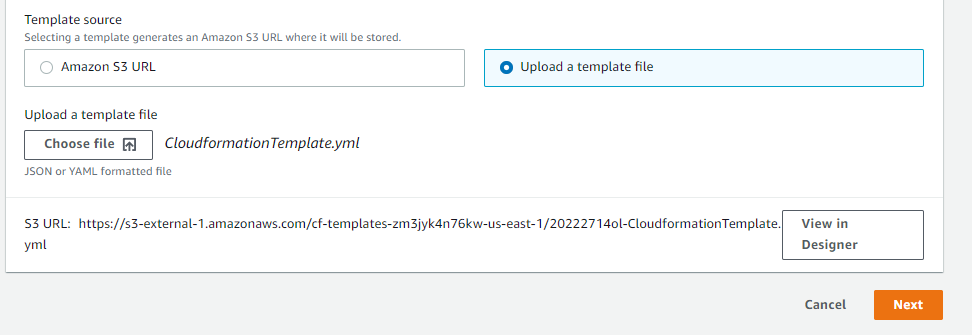 Template source
Selecting a template generates an Amazon S3 URL where it will be stored.
Amazon S3 URL
Upload a template file
Upload a template file
Choose file
CloudformationTemplate.yml
JSON or YAML formatted file
S3 URL: https://s3-external-1.amazonaws.com/cf-templates-zm3jyk4n76kw-us-east-1/20222714ol-CloudformationTemplate.
yml
View in
Designer
Cancel
Next